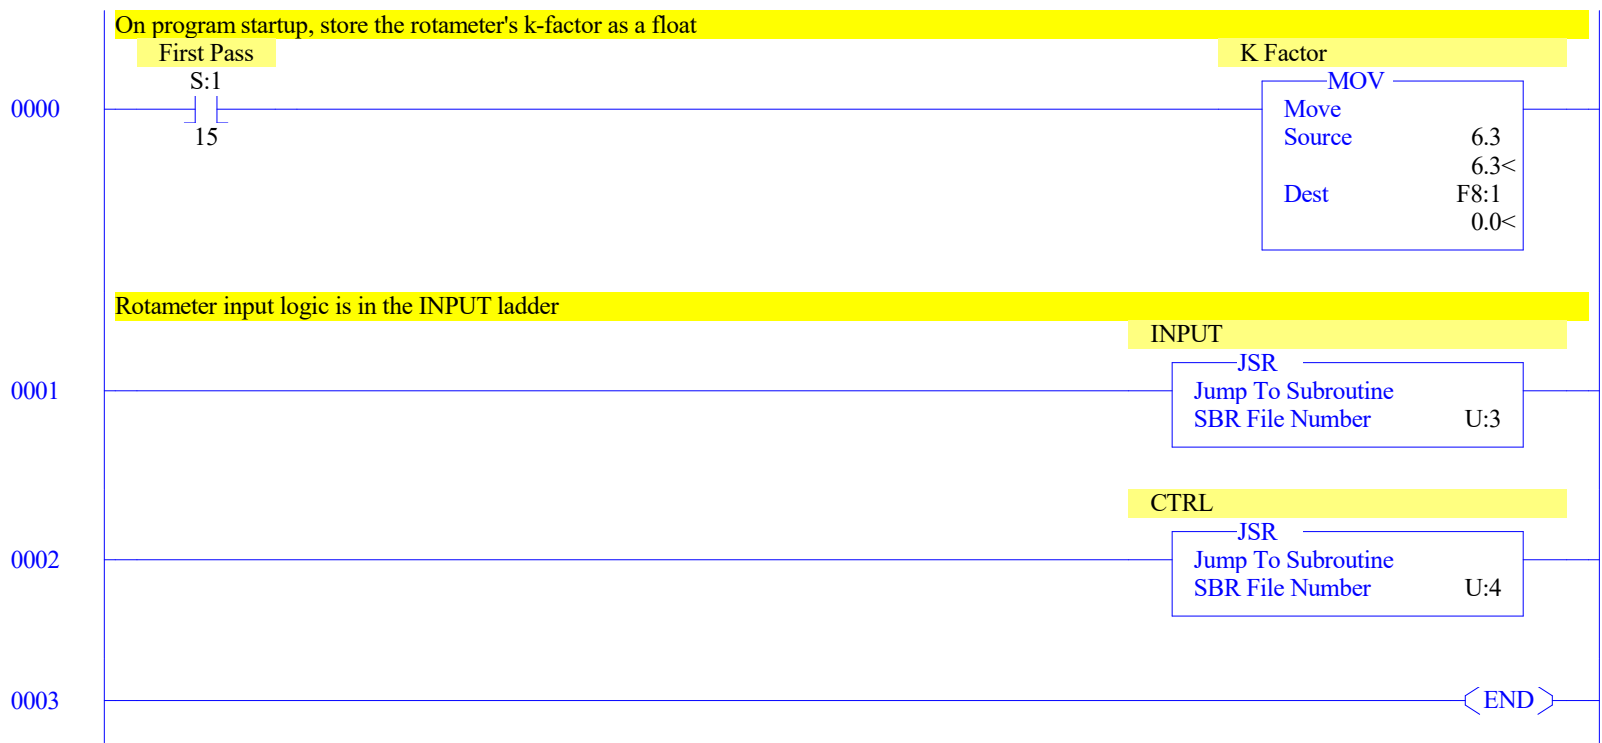 On program startup, store the rotameter's k-factor as a float
First Pass
K Factor
S:1
MOV
0000
Move
15
Source 6.3
6.3<
Dest F8:1
0.0<
Rotameter input logic is in the INPUT ladder
INPUT
JSR
0001
Jump To Subroutine
SBR File Number U:3
CTRL
JSR
0002
Jump To Subroutine
SBR File Number U:4
0003
END